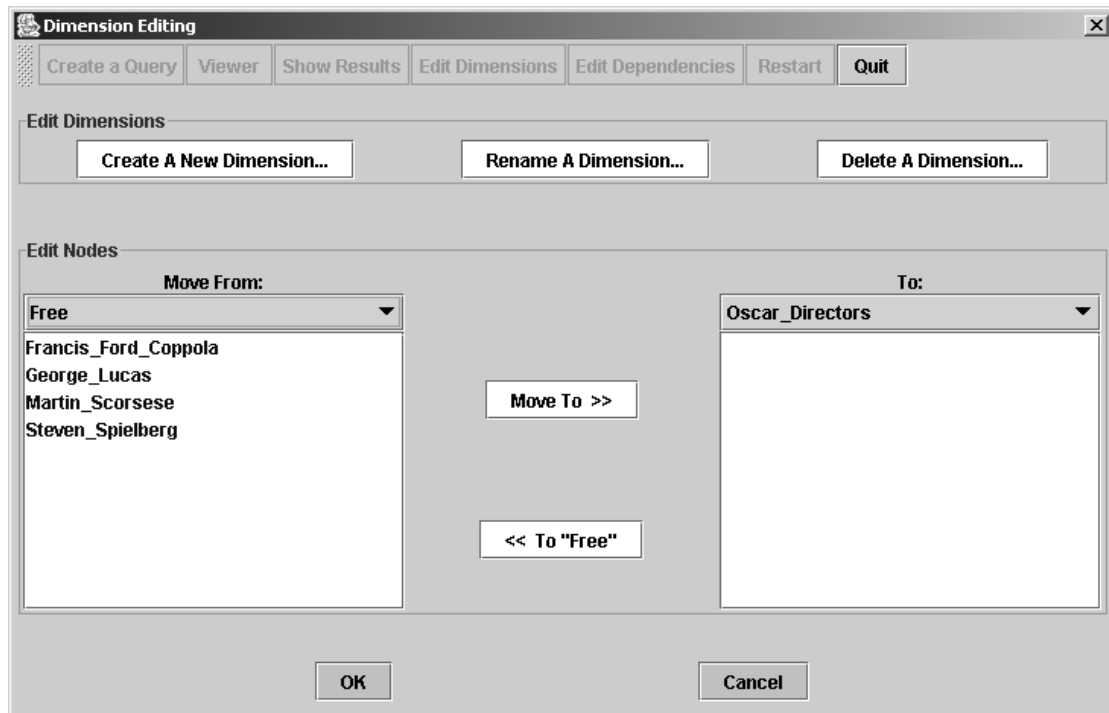 Dimension Editing
Create a Query Viewer Show Results Edit Dimensions Edit Dependencies Restart Quit
Edit Dimensions
Create A New Dimension... Rename A Dimension... Delete A Dimension...
Edit Nodes
Move From: To:
Free Oscar_Directors
Francis_Ford_Coppola
George_Lucas
Martin_Scorsese
Steven_Spielberg
Move To >>
<< To "Free"
OK Cancel